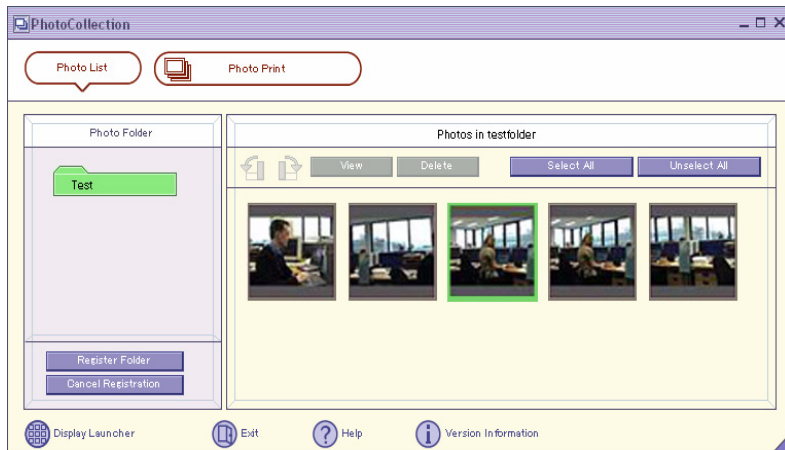 PhotoCollection
Photo List
Photo Print
Photo Folder
Photos in testfolder
View
Delete
Select All
Unselect All
Test
Register Folder
Cancel Registration
Display Launcher
Exit
Help
Version Information